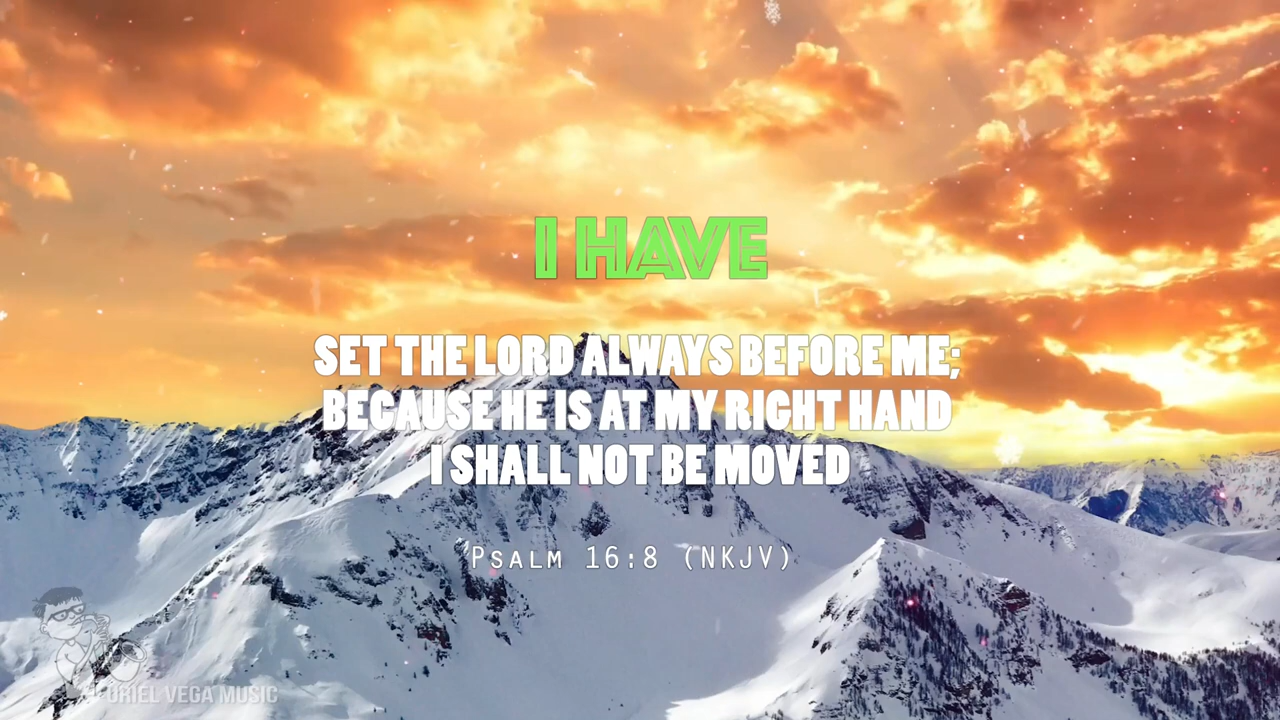 I HAVE
SET THE LORD ALWAYS BEFORE ME;
BECAUSE HE IS AT MY RIGHT HAND
I SHALL NOT BE MOVED
PSALM 16:8 (NKJV)
URIEL VEGA MUSIC